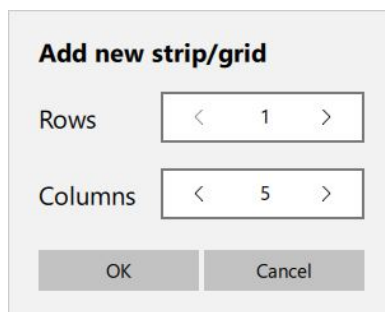 Add new strip/grid
Rows < 1 >
Columns < 5 >
OK Cancel